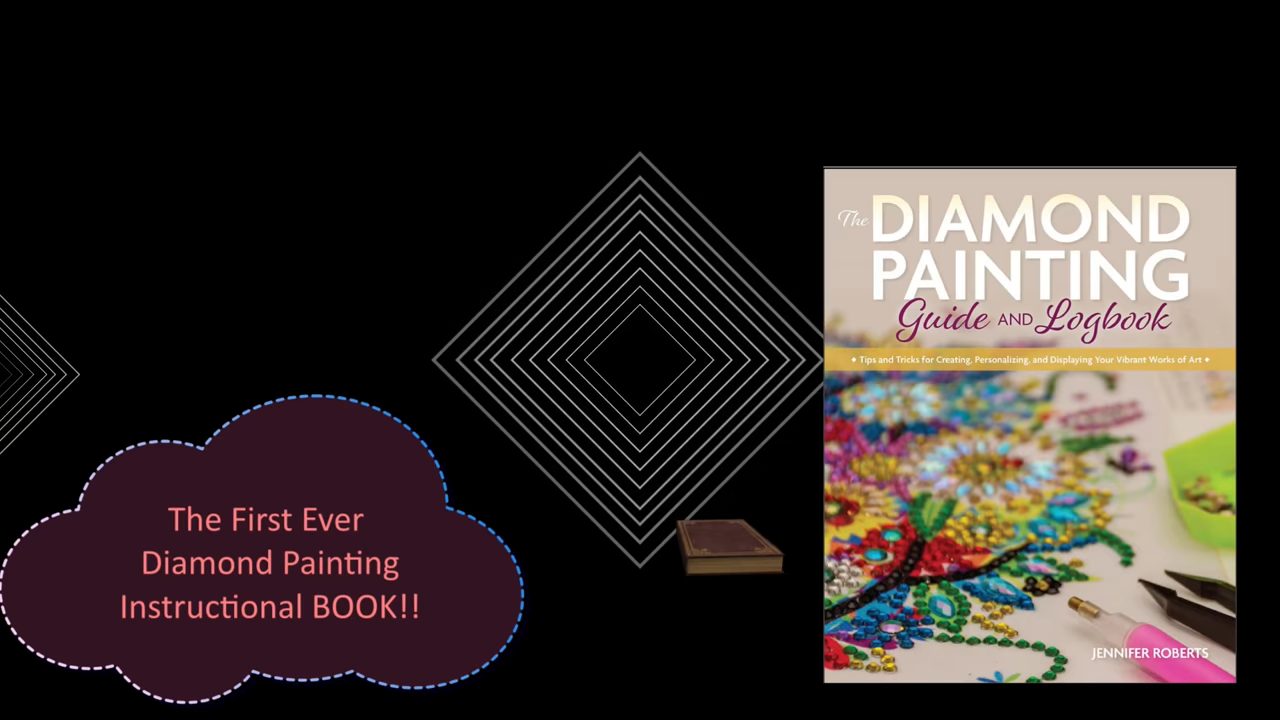 The First Ever
Diamond Painting
Instructional BOOK!!
The DIAMOND
PAINTING
Guide AND Logbook
✦ Tips and Tricks for Creating, Personalizing, and Displaying Your Vibrant Works of Art ✦
JENNIFER ROBERTS